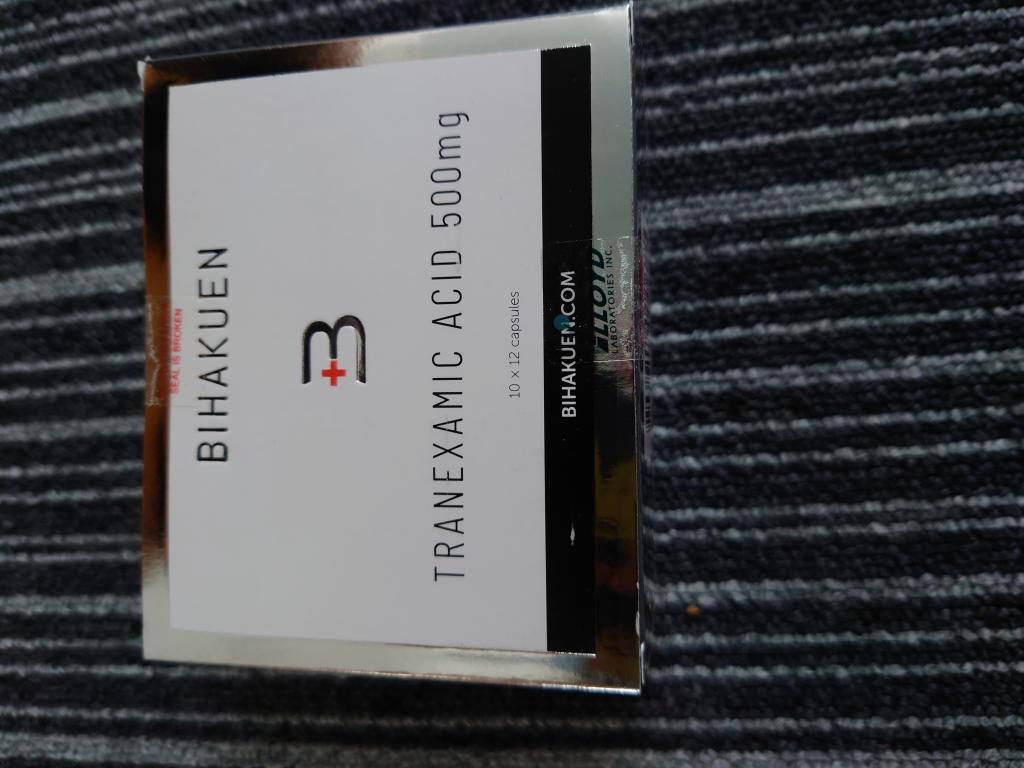 SEAL IS BROKEN
BIHAKUEN
B
TRANEXAMIC ACID 500mg
10 x 12 capsules
BIHAKUEN.COM
LLOYD
LABORATORIES INC.